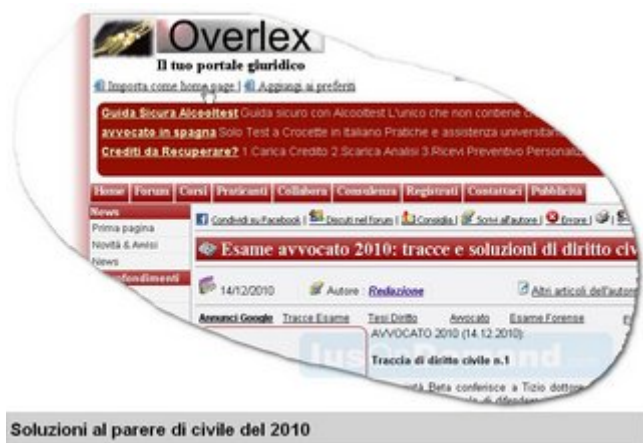 Overlex
Il tuo portale giuridico
Imposta come home page | Aggiungi ai preferiti
Guida Sicura Alcooltest Guida sicuro con Alcooltest L'unico che non contiene
avvocato in spagna Solo Test a Crocette in Italiano Pratiche e assistenza
Crediti da Recuperare? 1.Carica Credito 2.Scarica Analisi 3.Ricevi Preventivo
Home Forum Corsi Praticanti Collabora Consulenza Registrati Contattaci Pubblicità
News
Condividi su Facebook | Discuti nel forum | Consiglia | Scrivi all'autore | Errore |
Prima pagina
Novità & Avvisi
Esame avvocato 2010: tracce e soluzioni di diritto
News
14/12/2010 Autore : Redazione Altri articoli dell'autore
Annunci Google Tracce Esame Tesi Diritto Avvocato Esame Forense
AVVOCATO 2010 (14.12.2010):
Traccia di diritto civile n.1
Beta conferisce a Tizio dottore
di difendere
Soluzioni al parere di civile del 2010